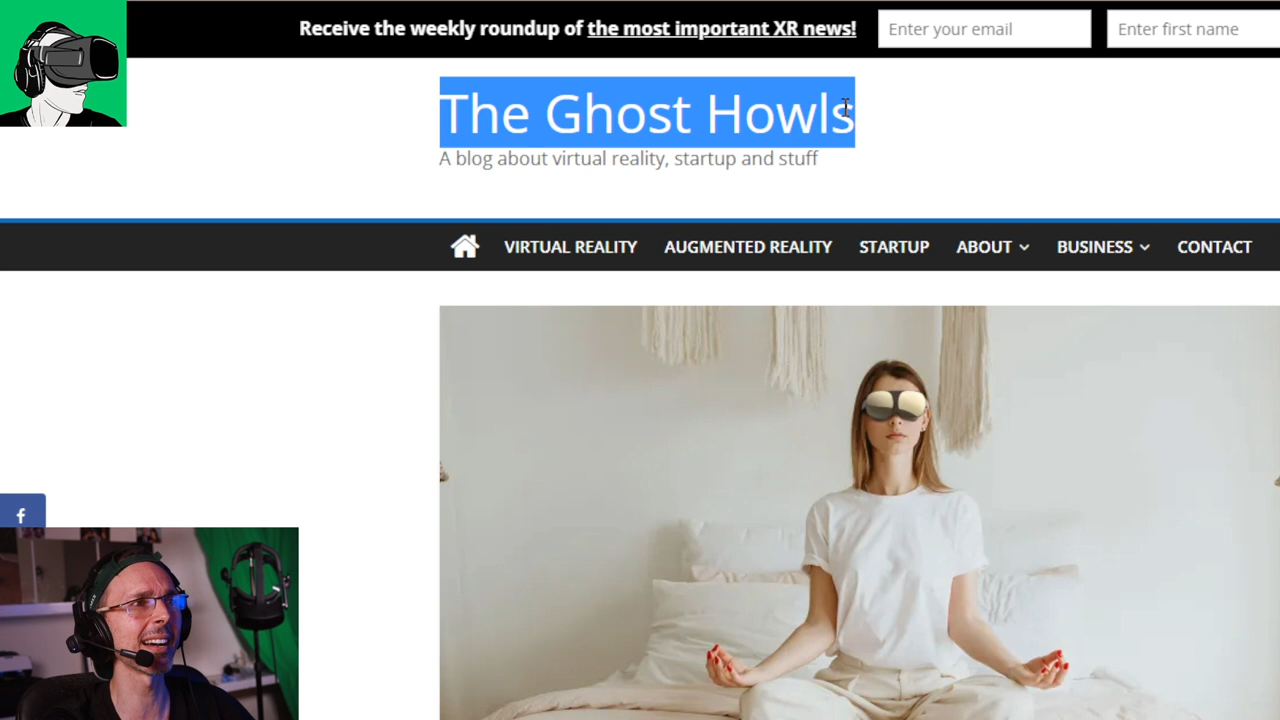 Receive the weekly roundup of the most important XR news!
Enter your email
Enter first name
The Ghost Howls
A blog about virtual reality, startup and stuff
VIRTUAL REALITY
AUGMENTED REALITY
STARTUP
ABOUT
BUSINESS
CONTACT
f